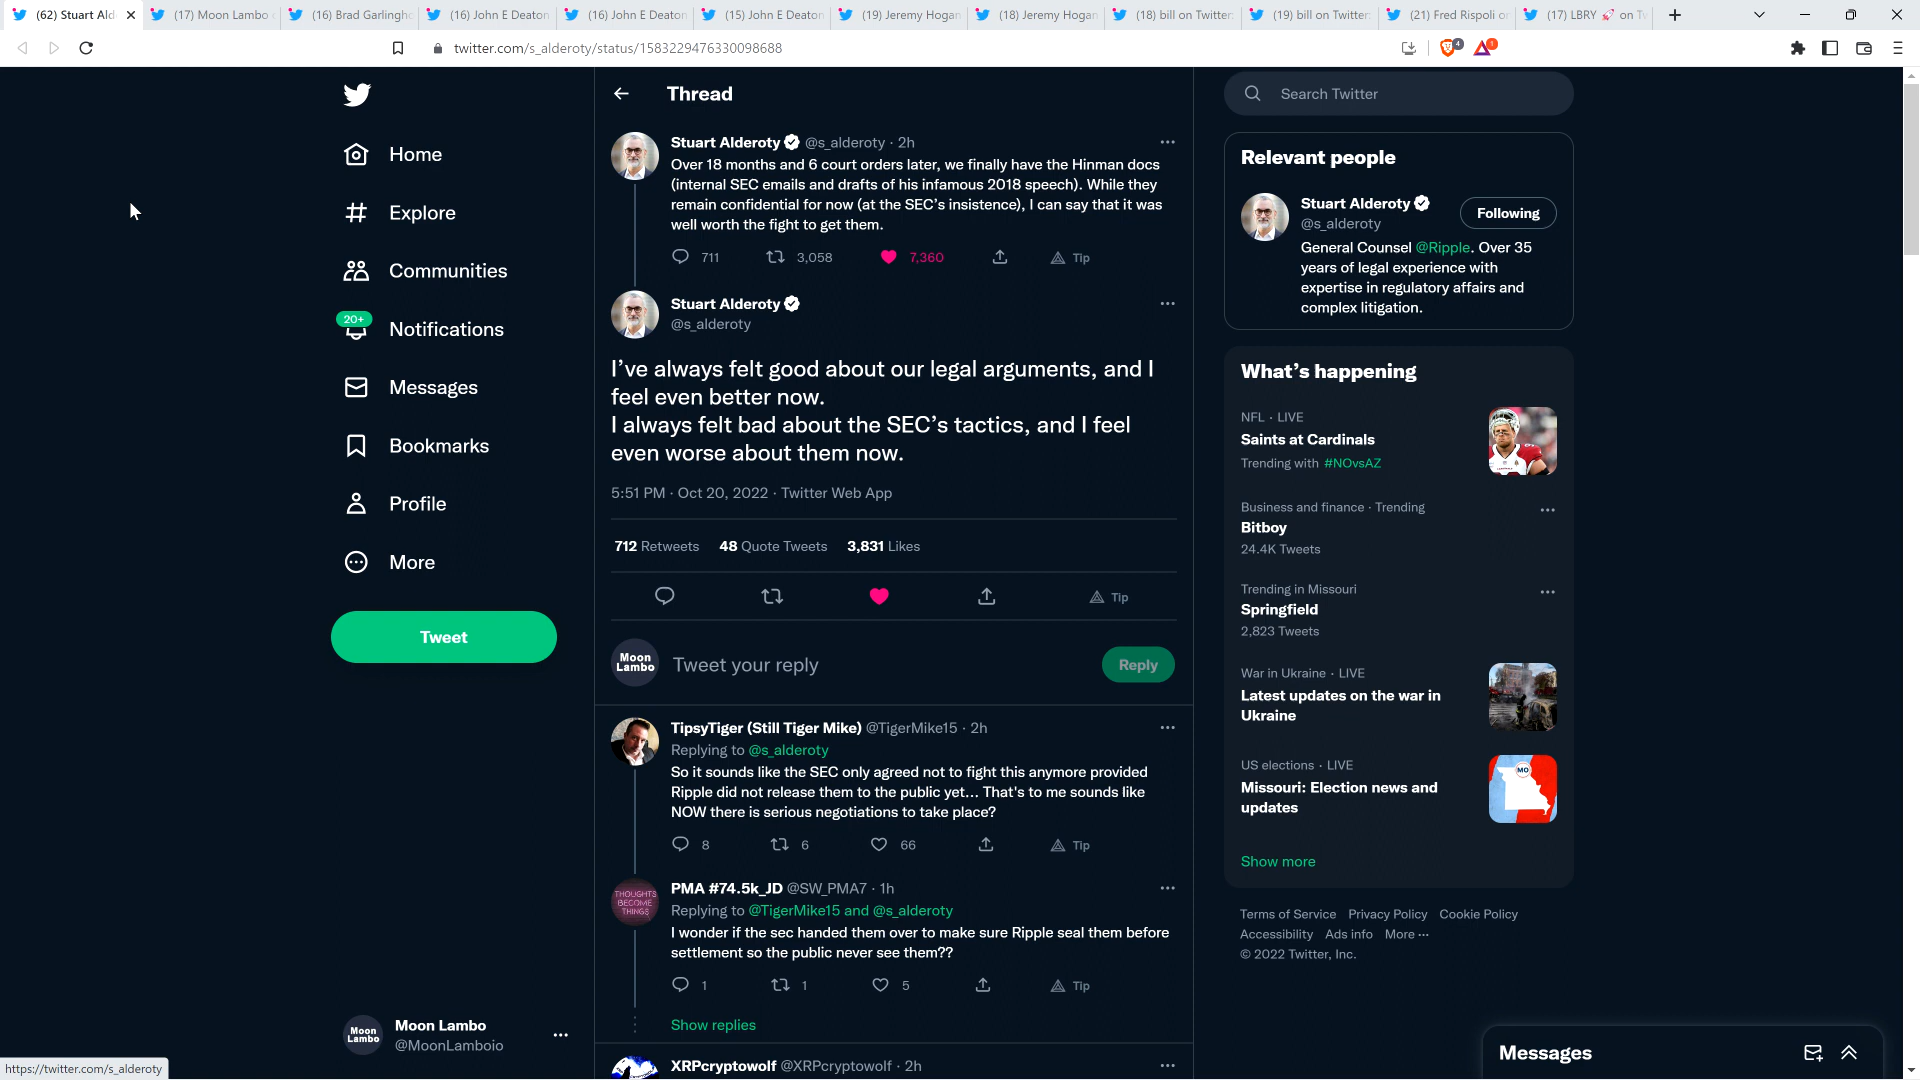 (62) Stuart Ald
(17) Moon Lambo
(16) Brad Garlingho
(16) John E Deaton
(16) John E Deaton
(15) John E Deaton
(19) Jeremy Hogan
(18) Jeremy Hogan
(18) bill on Twitter:
(19) bill on Twitter:
(21) Fred Rispoli on
(17) LBRY 🚀 on Tw
twitter.com/s_alderoty/status/1583229476330098688
4
1
Home
Explore
Communities
20+
Notifications
Messages
Bookmarks
Profile
More
Tweet
Moon Lambo
Moon Lambo
@MoonLamboio
https://twitter.com/s_alderoty
Thread
Stuart Alderoty @s_alderoty · 2h
Over 18 months and 6 court orders later, we finally have the Hinman docs
(internal SEC emails and drafts of his infamous 2018 speech). While they
remain confidential for now (at the SEC's insistence), I can say that it was
well worth the fight to get them.
711 3,058 7,360 Tip
Stuart Alderoty
@s_alderoty
I've always felt good about our legal arguments, and I
feel even better now.
I always felt bad about the SEC's tactics, and I feel
even worse about them now.
5:51 PM · Oct 20, 2022 · Twitter Web App
712 Retweets 48 Quote Tweets 3,831 Likes
Tip
Moon
Lambo
Tweet your reply
Reply
TipsyTiger (Still Tiger Mike) @TigerMike15 · 2h
Replying to @s_alderoty
So it sounds like the SEC only agreed not to fight this anymore provided
Ripple did not release them to the public yet... That's to me sounds like
NOW there is serious negotiations to take place?
8 6 66 Tip
THOUGHTS
BECOME
THINGS
PMA #74.5k_JD @SW_PMA7 · 1h
Replying to @TigerMike15 and @s_alderoty
I wonder if the sec handed them over to make sure Ripple seal them before
settlement so the public never see them??
1 1 5 Tip
Show replies
XRPcryptowolf @XRPcryptowolf · 2h
Search Twitter
Relevant people
Stuart Alderoty
@s_alderoty
Following
General Counsel @Ripple. Over 35
years of legal experience with
expertise in regulatory affairs and
complex litigation.
What's happening
NFL · LIVE
Saints at Cardinals
Trending with #NOvsAZ
Business and finance · Trending
Bitboy
24.4K Tweets
Trending in Missouri
Springfield
2,823 Tweets
War in Ukraine · LIVE
Latest updates on the war in
Ukraine
US elections · LIVE
Missouri: Election news and
updates
MO
Show more
Terms of Service Privacy Policy Cookie Policy
Accessibility Ads info More ···
© 2022 Twitter, Inc.
Messages